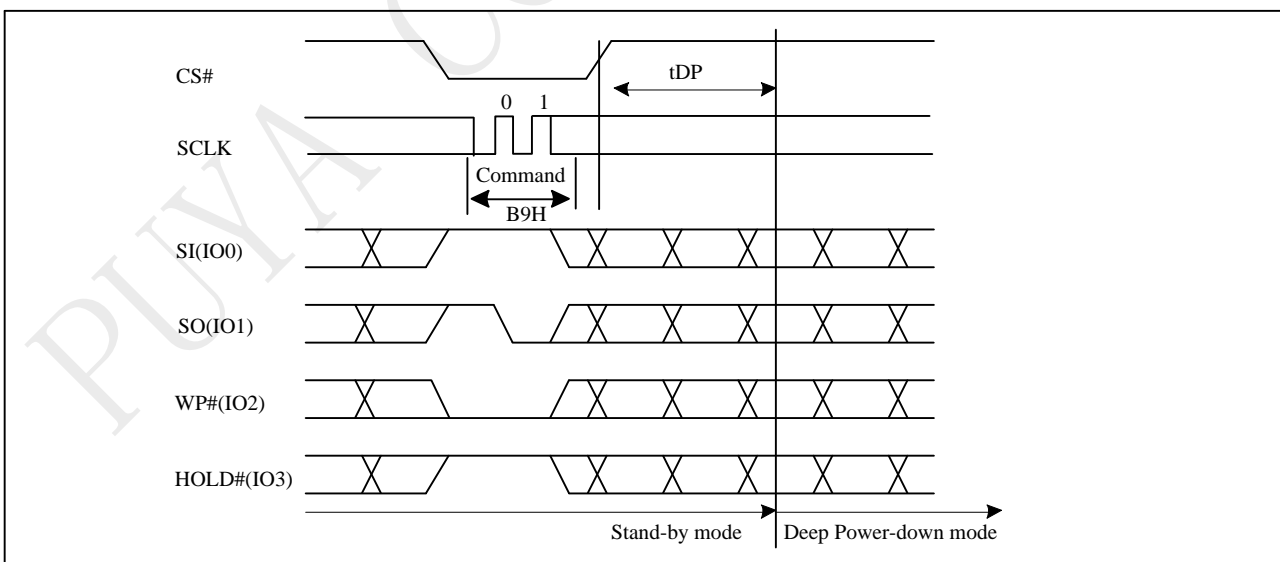 PUYA CO
CS#
tDP
0 1
SCLK
Command
B9H
SI(IO0)
SO(IO1)
WP#(IO2)
HOLD#(IO3)
Stand-by mode Deep Power-down mode